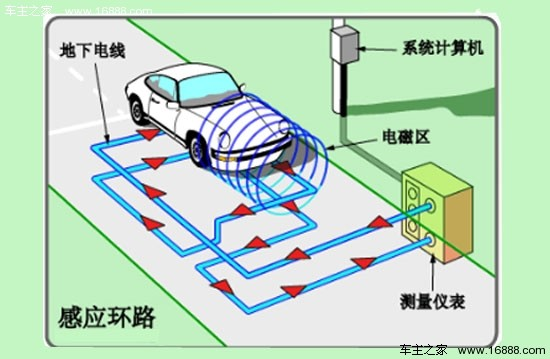 车主之家 / www.16888.com
地下电线
系统计算机
电磁区
测量仪表
感应环路
车主之家 www.16888.com